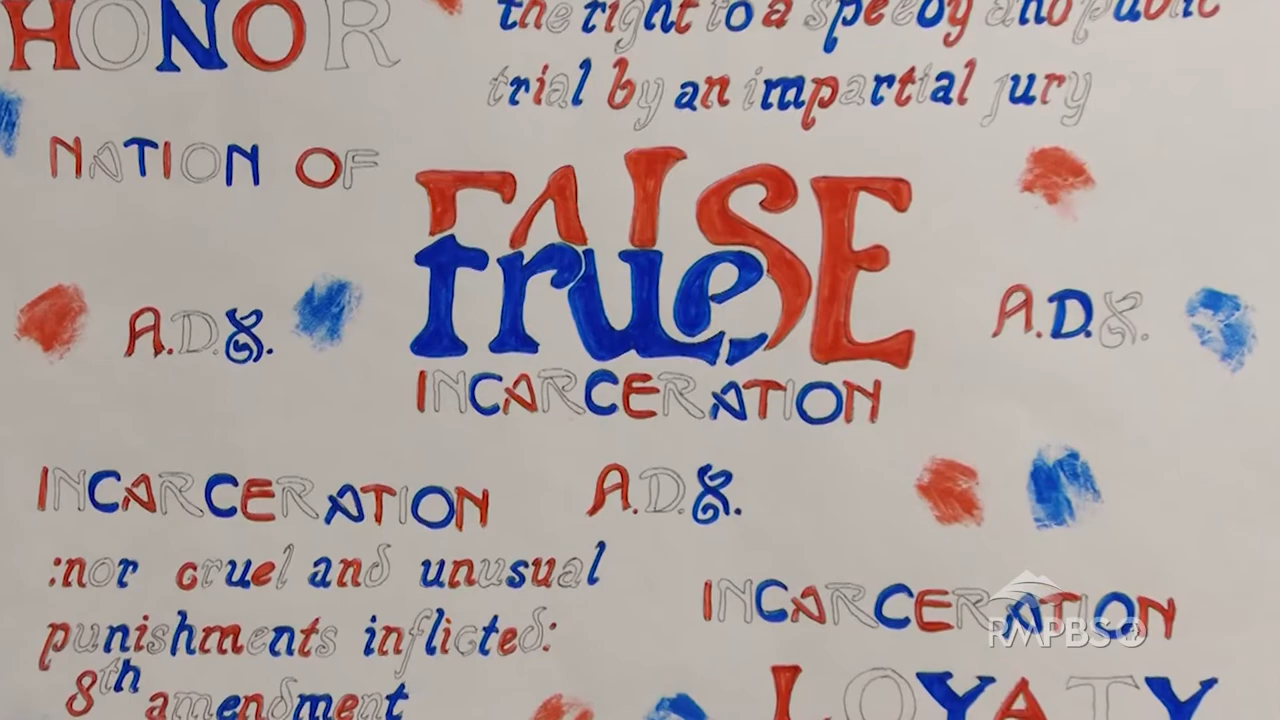 HONOR
the right to a speedy and public
trial by an impartial jury
NATION OF
FALSE
true
INCARCERATION
A.D.X.
A.D.X.
INCARCERATION
A.D.X.
:nor cruel and unusual
punishments inflicted:
8th amendment
INCARCERATION
RMPBS
LOYALTY